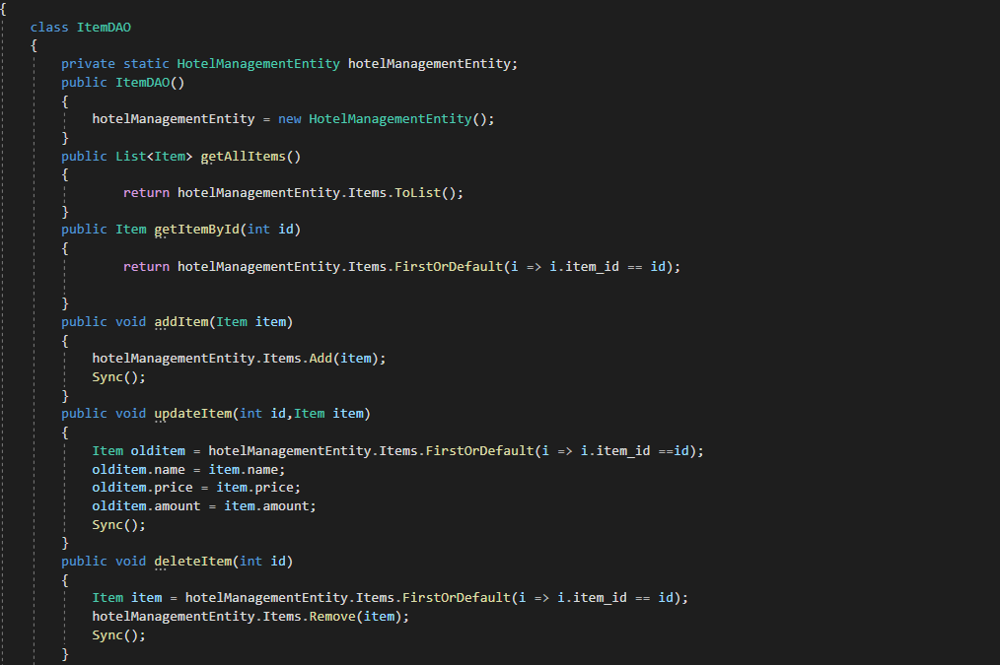 {
class ItemDAO
{
private static HotelManagementEntity hotelManagementEntity;
public ItemDAO()
{
hotelManagementEntity = new HotelManagementEntity();
}
public List<Item> getAllItems()
{
return hotelManagementEntity.Items.ToList();
}
public Item getItemById(int id)
{
return hotelManagementEntity.Items.FirstOrDefault(i => i.item_id == id);
}
public void addItem(Item item)
{
hotelManagementEntity.Items.Add(item);
Sync();
}
public void updateItem(int id,Item item)
{
Item olditem = hotelManagementEntity.Items.FirstOrDefault(i => i.item_id ==id);
olditem.name = item.name;
olditem.price = item.price;
olditem.amount = item.amount;
Sync();
}
public void deleteItem(int id)
{
Item item = hotelManagementEntity.Items.FirstOrDefault(i => i.item_id == id);
hotelManagementEntity.Items.Remove(item);
Sync();
}